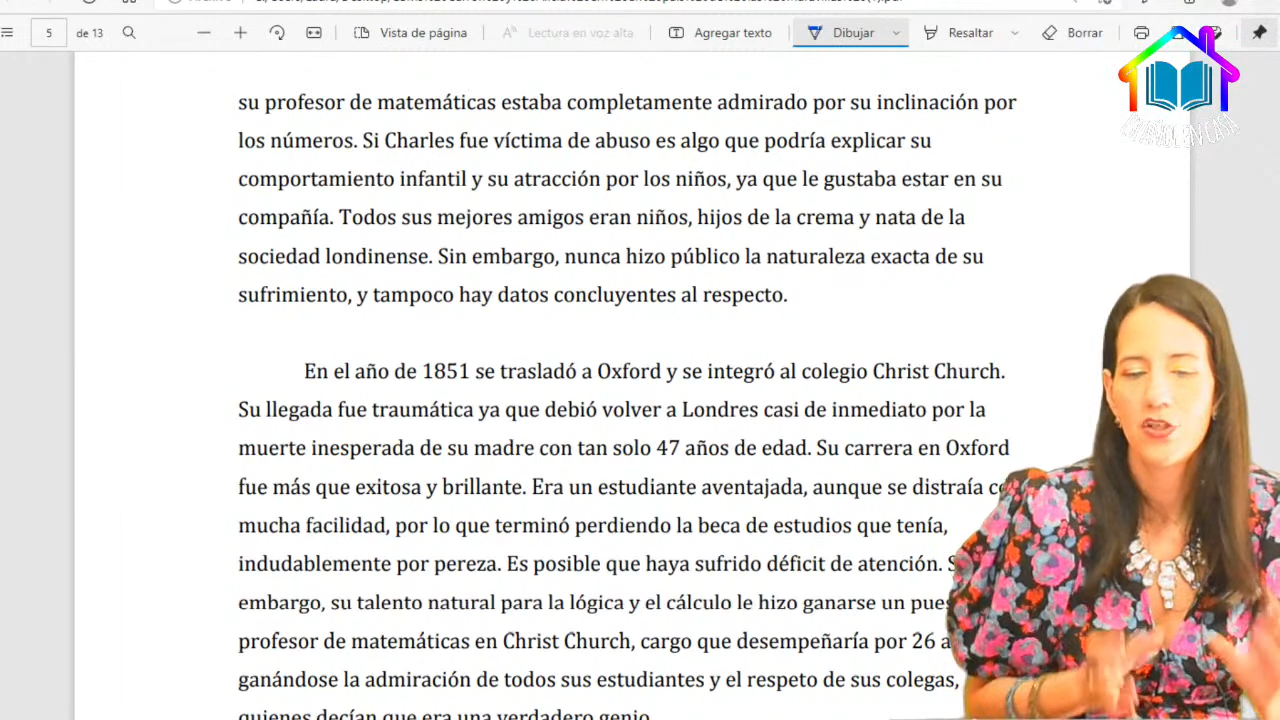 5 de 13 Vista de página Lectura en voz alta Agregar texto Dibujar Resaltar Borrar
su profesor de matemáticas estaba completamente admirado por su inclinación por
los números. Si Charles fue víctima de abuso es algo que podría explicar su
comportamiento infantil y su atracción por los niños, ya que le gustaba estar en su
compañía. Todos sus mejores amigos eran niños, hijos de la crema y nata de la
sociedad londinense. Sin embargo, nunca hizo público la naturaleza exacta de su
sufrimiento, y tampoco hay datos concluyentes al respecto.
En el año de 1851 se trasladó a Oxford y se integró al colegio Christ Church.
Su llegada fue traumática ya que debió volver a Londres casi de inmediato por la
muerte inesperada de su madre con tan solo 47 años de edad. Su carrera en Oxford
fue más que exitosa y brillante. Era un estudiante aventajada, aunque se distraía
mucha facilidad, por lo que terminó perdiendo la beca de estudios que tenía,
indudablemente por pereza. Es posible que haya sufrido déficit de atención.
embargo, su talento natural para la lógica y el cálculo le hizo ganarse un
profesor de matemáticas en Christ Church, cargo que desempeñaría por 26
ganándose la admiración de todos sus estudiantes y el respeto de sus colegas,
quienes decían que era una verdadero genio